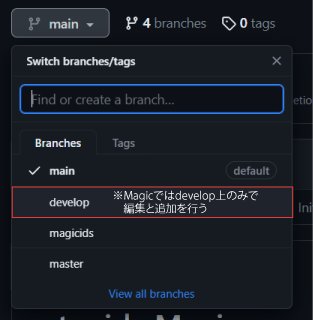 main
4 branches
0 tags
Switch branches/tags
Find or create a branch...
Branches
Tags
main
default
develop
※Magicではdevelop上のみで
編集と追加を行う
magicids
master
View all branches